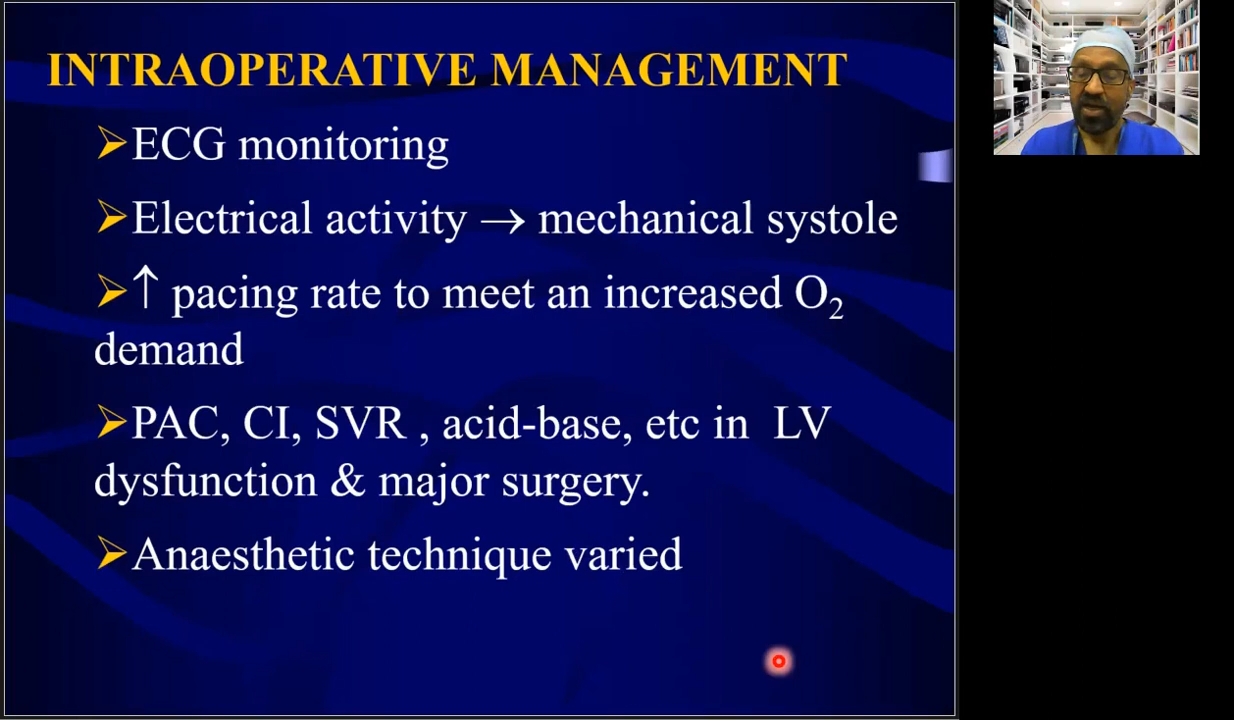 INTRAOPERATIVE MANAGEMENT
➢ECG monitoring
➢Electrical activity → mechanical systole
➢↑ pacing rate to meet an increased O₂
demand
➢PAC, CI, SVR , acid-base, etc in LV
dysfunction & major surgery.
➢Anaesthetic technique varied